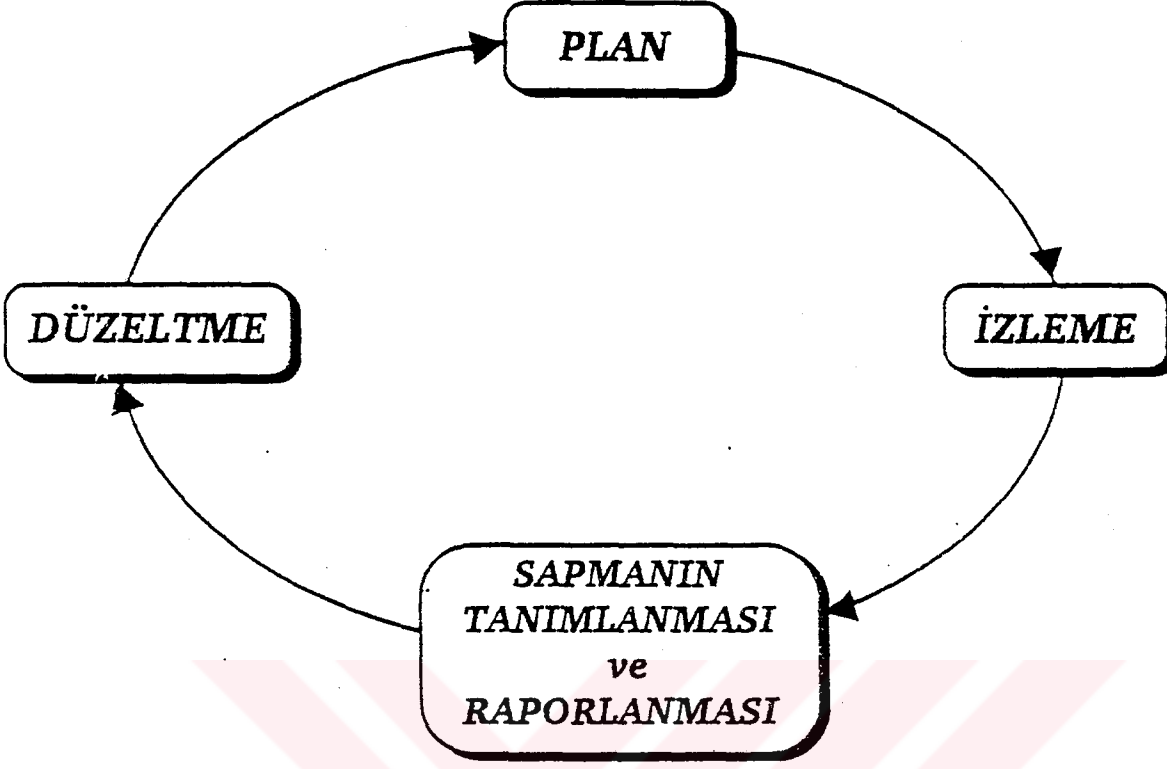 PLAN
DÜZELTME
İZLEME
SAPMANIN
TANIMLANMASI
ve
RAPORLANMASI